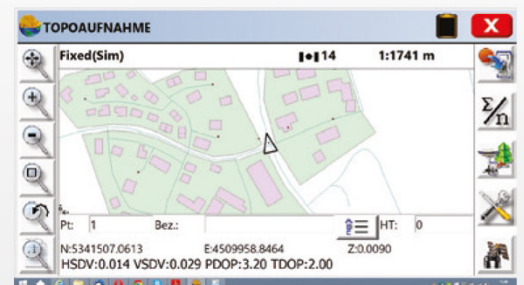 TOPOAUFNAHME
Fixed(Sim) 14 1:1741 m
Σ/n
Pt: 1 Bez.: HT: 0
N:5341507.0613 E:4509958.8464 Z:0.0090
HSDV:0.014 VSDV:0.029 PDOP:3.20 TDOP:2.00